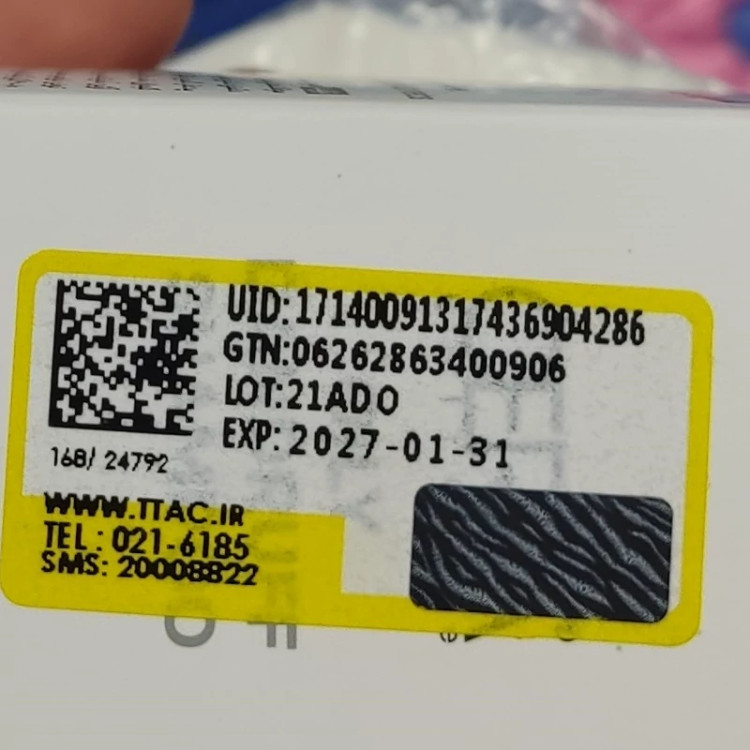 UID:17140091317436904286
GTN:06262863400906
LOT:21ADO
EXP:2027-01-31
168/ 24792
WWW.TTAC.IR
TEL: 021-6185
SMS: 20008822